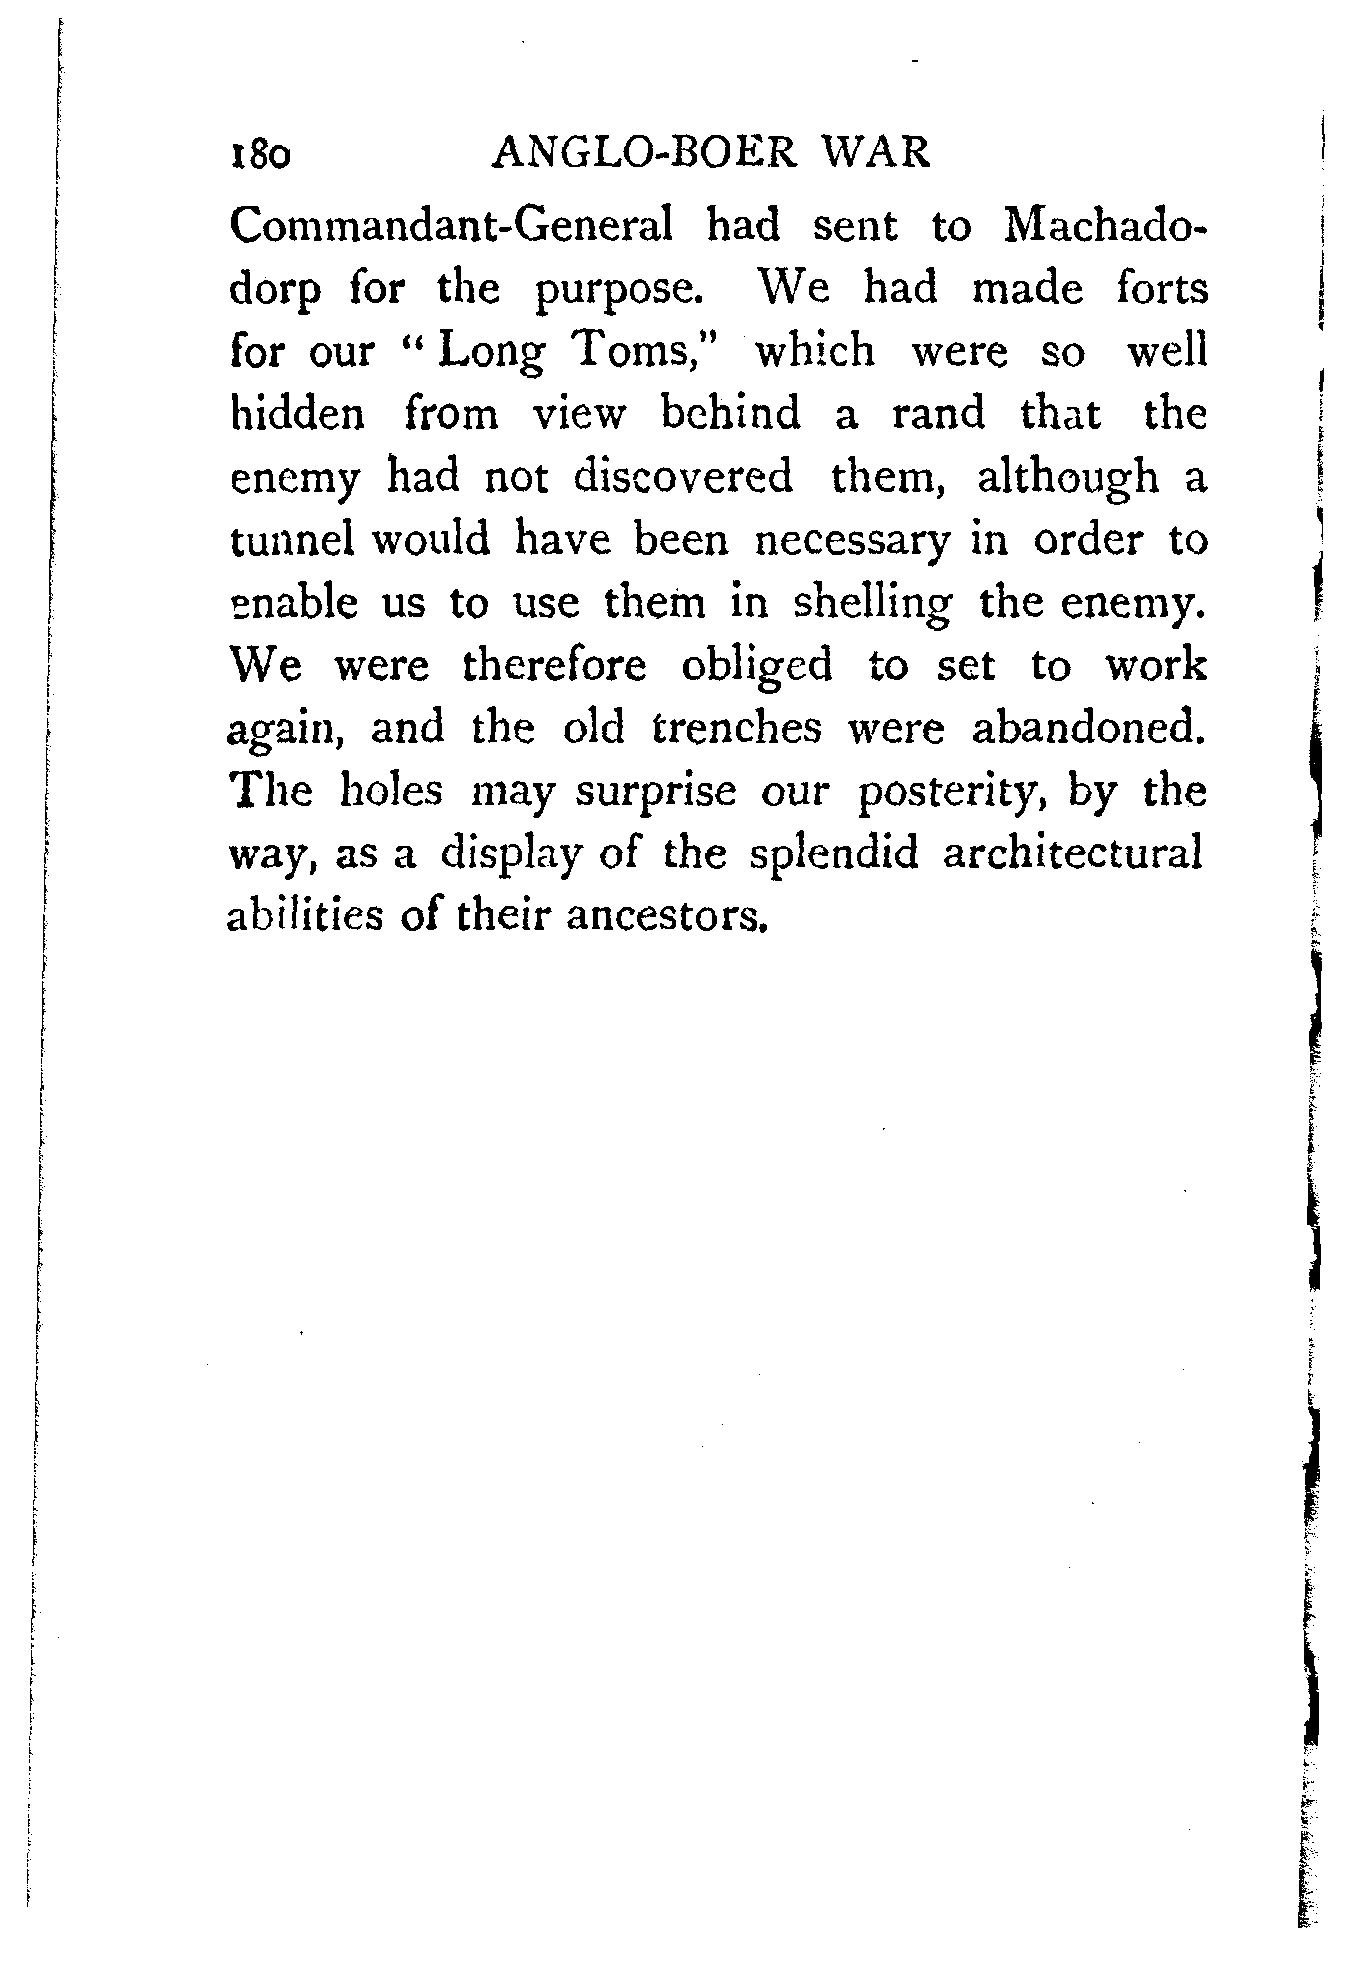 180 ANGLO-BOER WAR
Commandant-General had sent to Machado-
dorp for the purpose. We had made forts
for our “ Long Toms,” which were so well
hidden from view behind a rand that the
enemy had not discovered them, although a
tunnel would have been necessary in order to
enable us to use them in shelling the enemy.
We were therefore obliged to set to work
again, and the old trenches were abandoned.
The holes may surprise our posterity, by the
way, as a display of the splendid architectural
abilities of their ancestors.